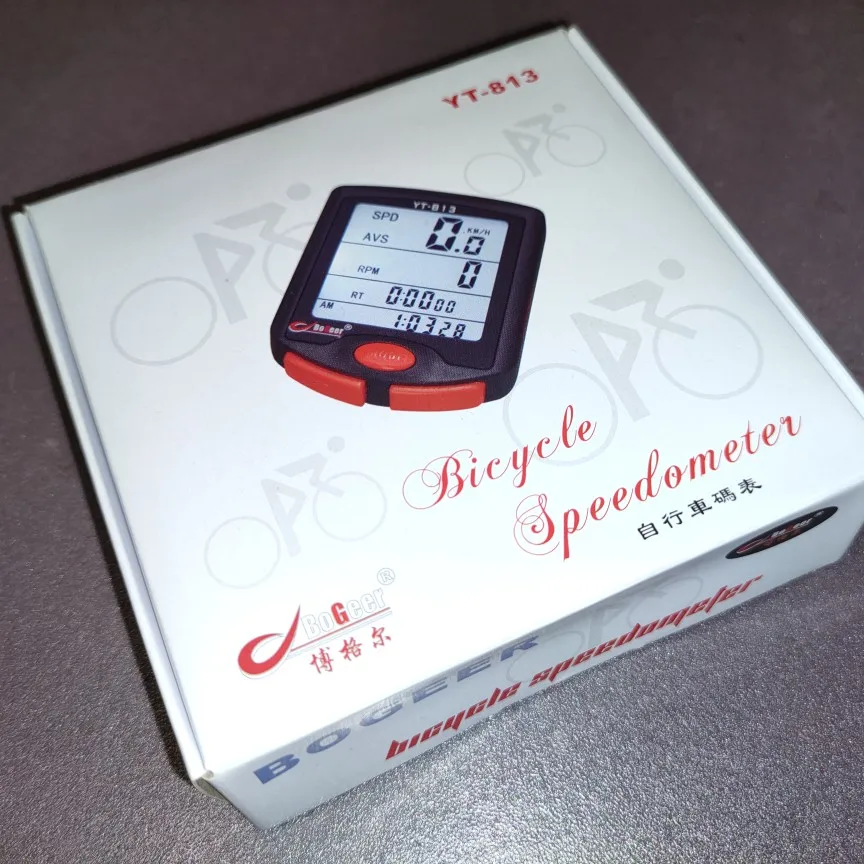 YT-813
YT-813
SPD 0.0 KM/H
AVS
RPM 0
RT 0:00 00
AM 1:03 28
BoGeer®
Bicycle
Speedometer
自行車碼表
BoGeer®
博格尔
BoGeer
BOGEER
bicycle speedometer